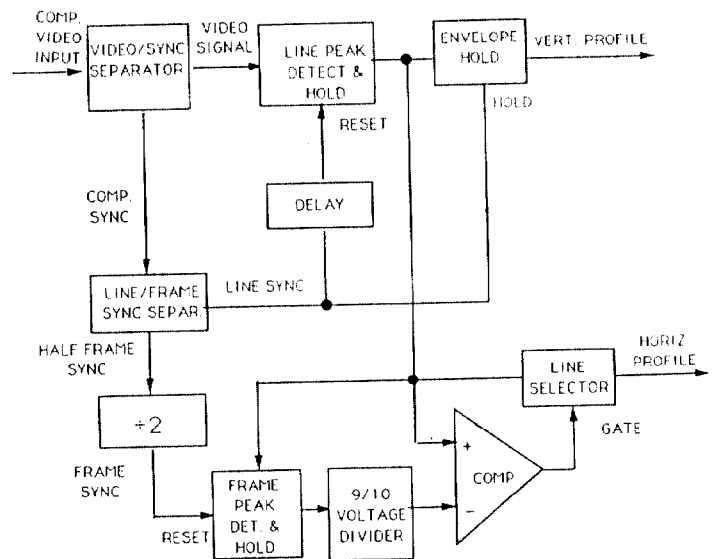 COMP.
VIDEO
INPUT
VIDEO/SYNC
SEPARATOR
VIDEO
SIGNAL
LINE PEAK
DETECT &
HOLD
ENVELOPE
HOLD
VERT. PROFILE
HOLD
RESET
COMP.
SYNC
DELAY
LINE/FRAME
SYNC SEPAR.
LINE SYNC
HALF FRAME
SYNC
÷2
FRAME
SYNC
RESET
FRAME
PEAK
DET. &
HOLD
9/10
VOLTAGE
DIVIDER
+
COMP
−
LINE
SELECTOR
HORIZ
PROFILE
GATE